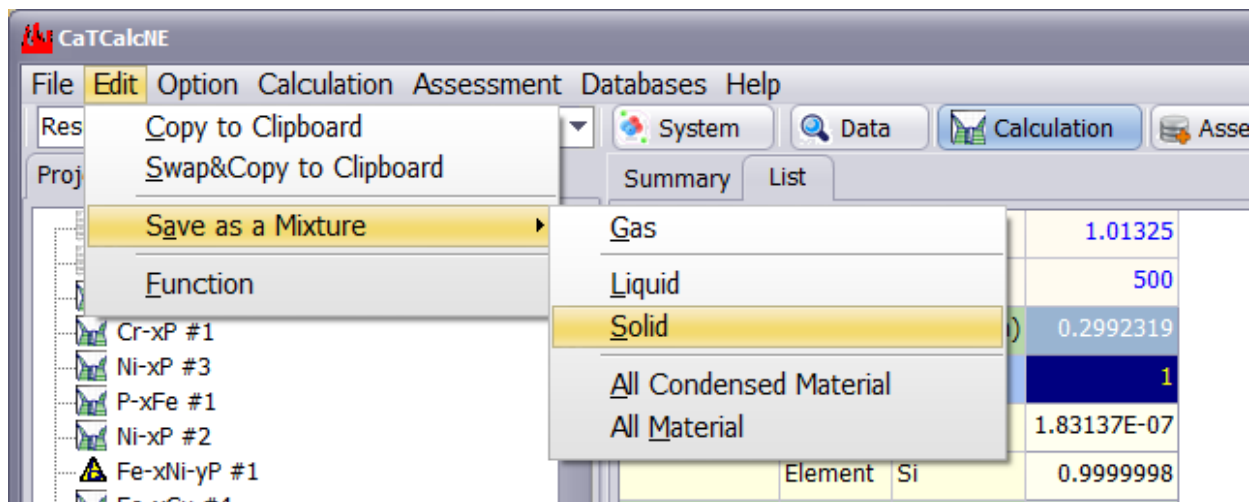 CaTCalcNE
File Edit Option Calculation Assessment Databases Help
Res System Data Calculation Asse
Copy to Clipboard
Swap&Copy to Clipboard
Proj Summary List
Save as a Mixture
Function
Gas
Liquid
Solid
All Condensed Material
All Material
1.01325
500
) 0.2992319
1
1.83137E-07
Element Si 0.9999998
Cr-xP #1
Ni-xP #3
P-xFe #1
Ni-xP #2
Fe-xNi-yP #1